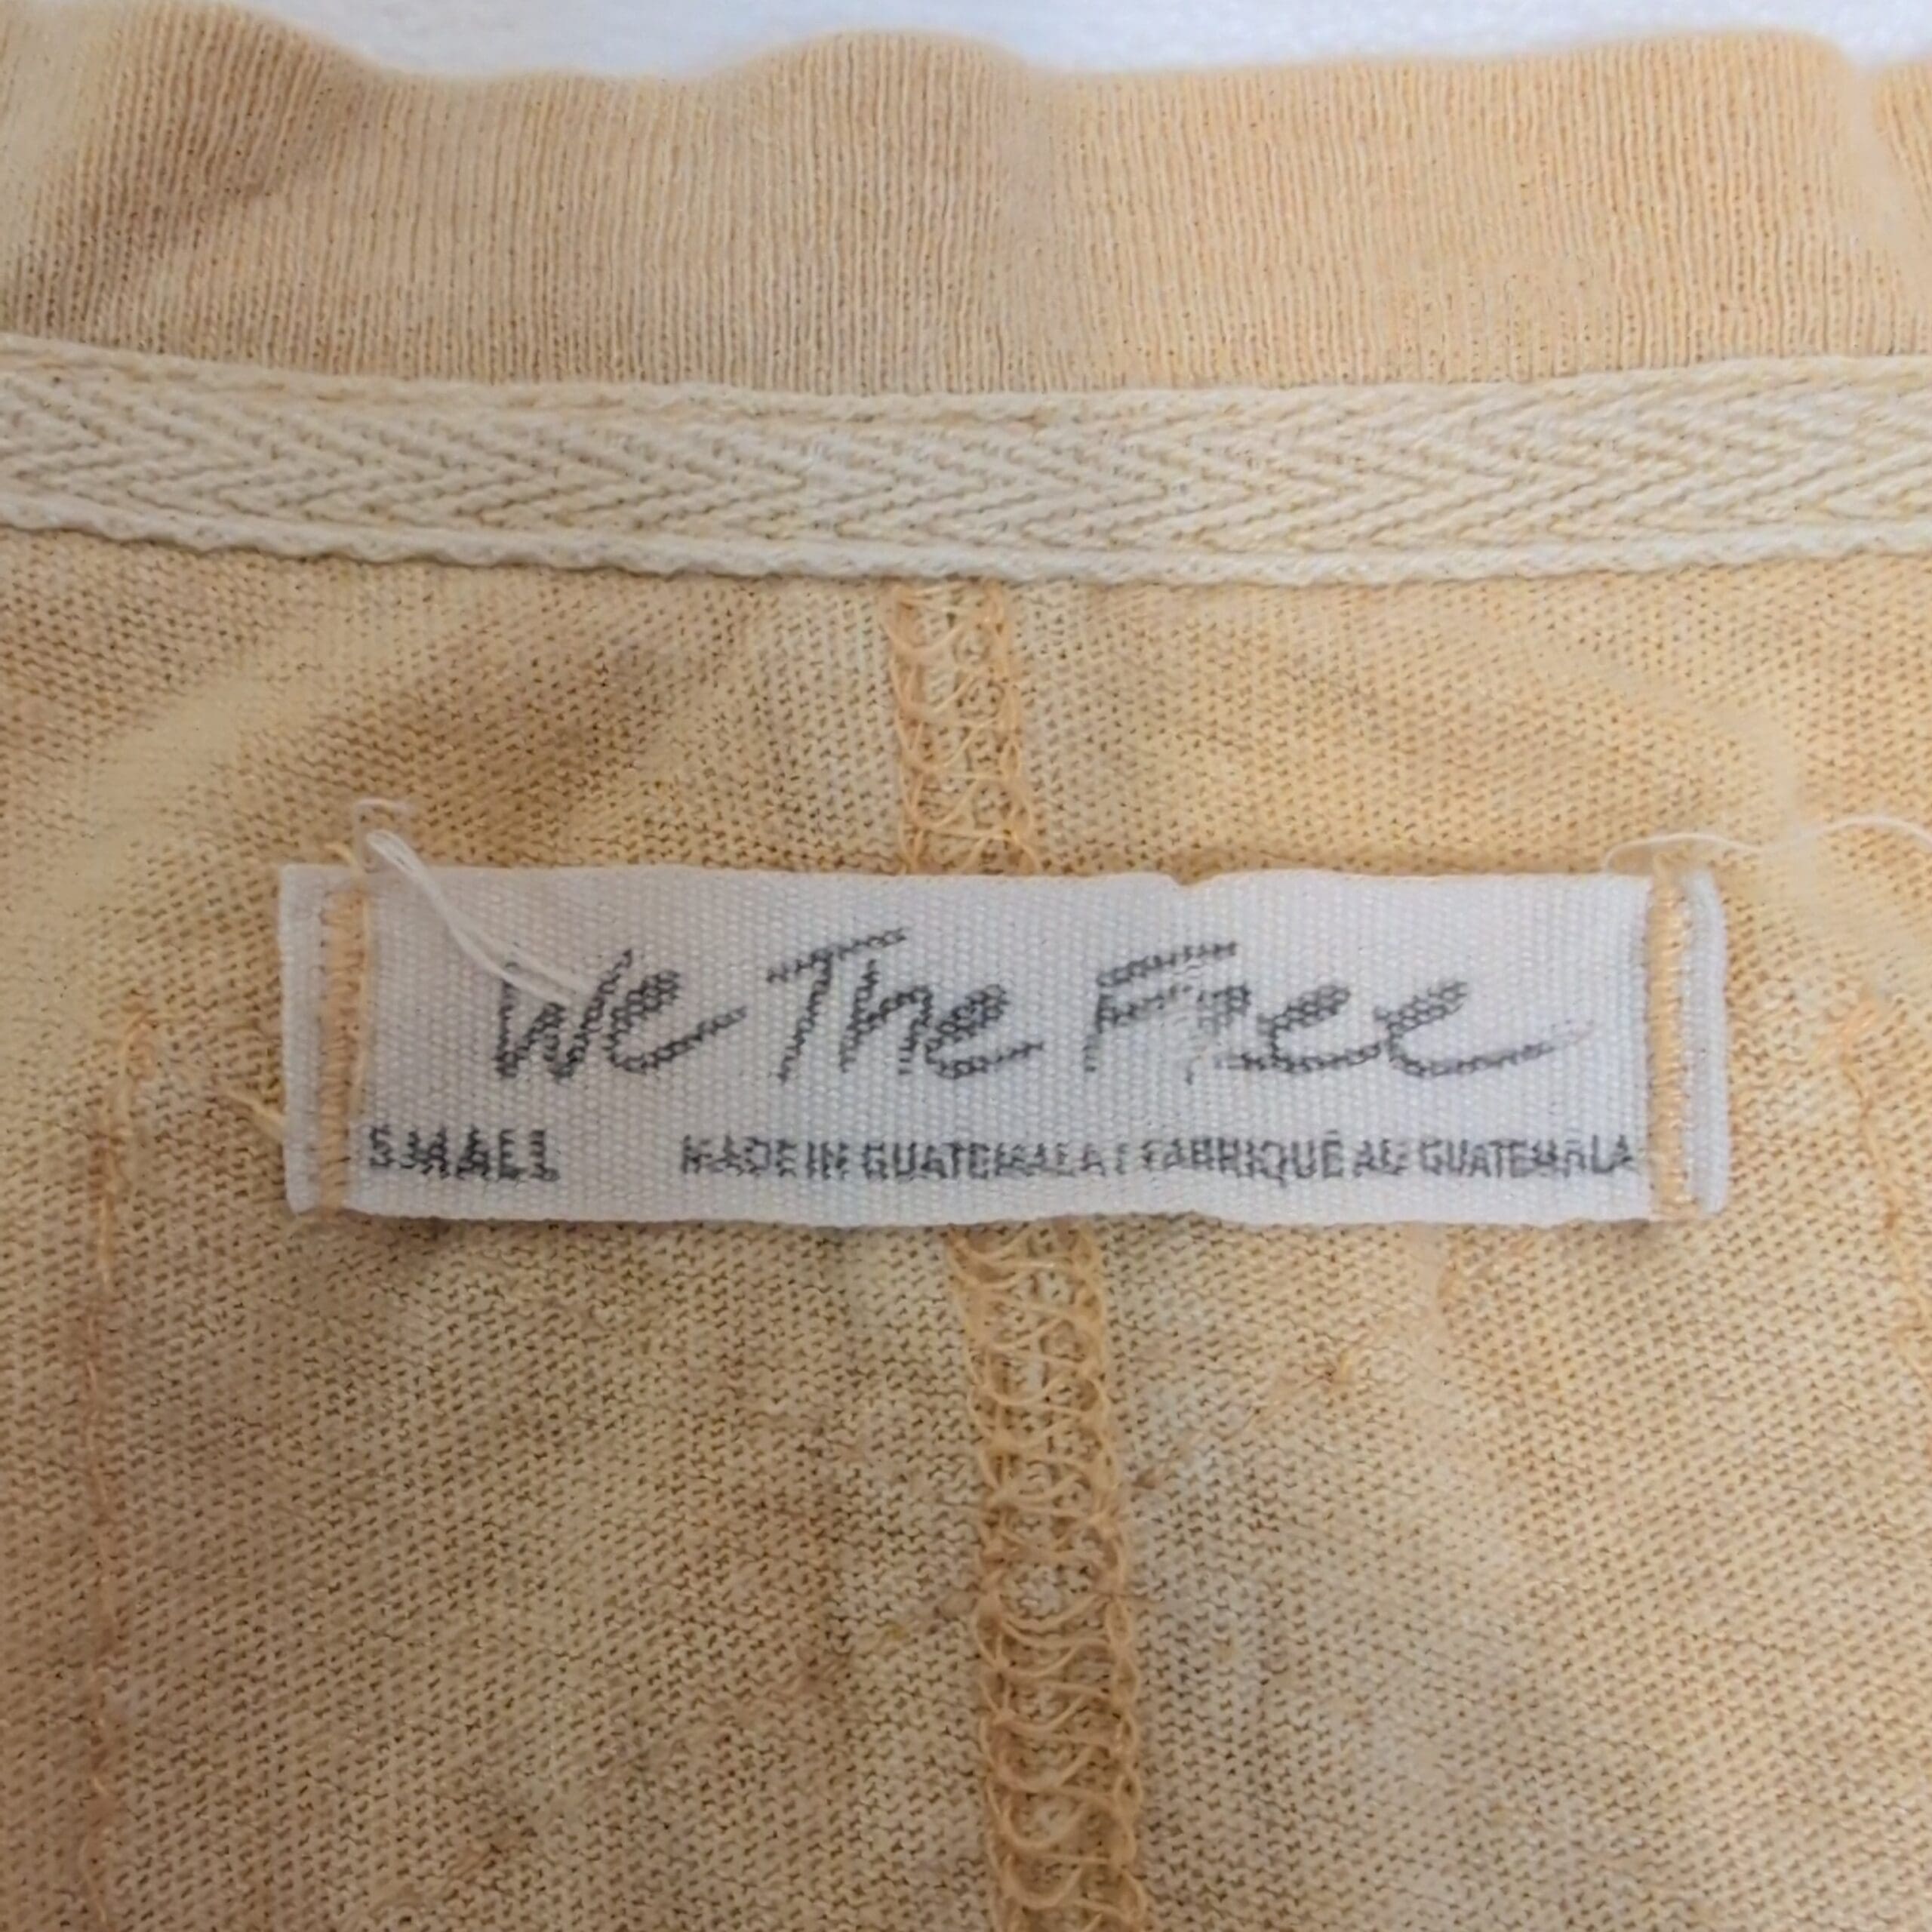 We The Free
SMALL MADE IN GUATEMALA / FABRIQUÉ AU GUATEMALA